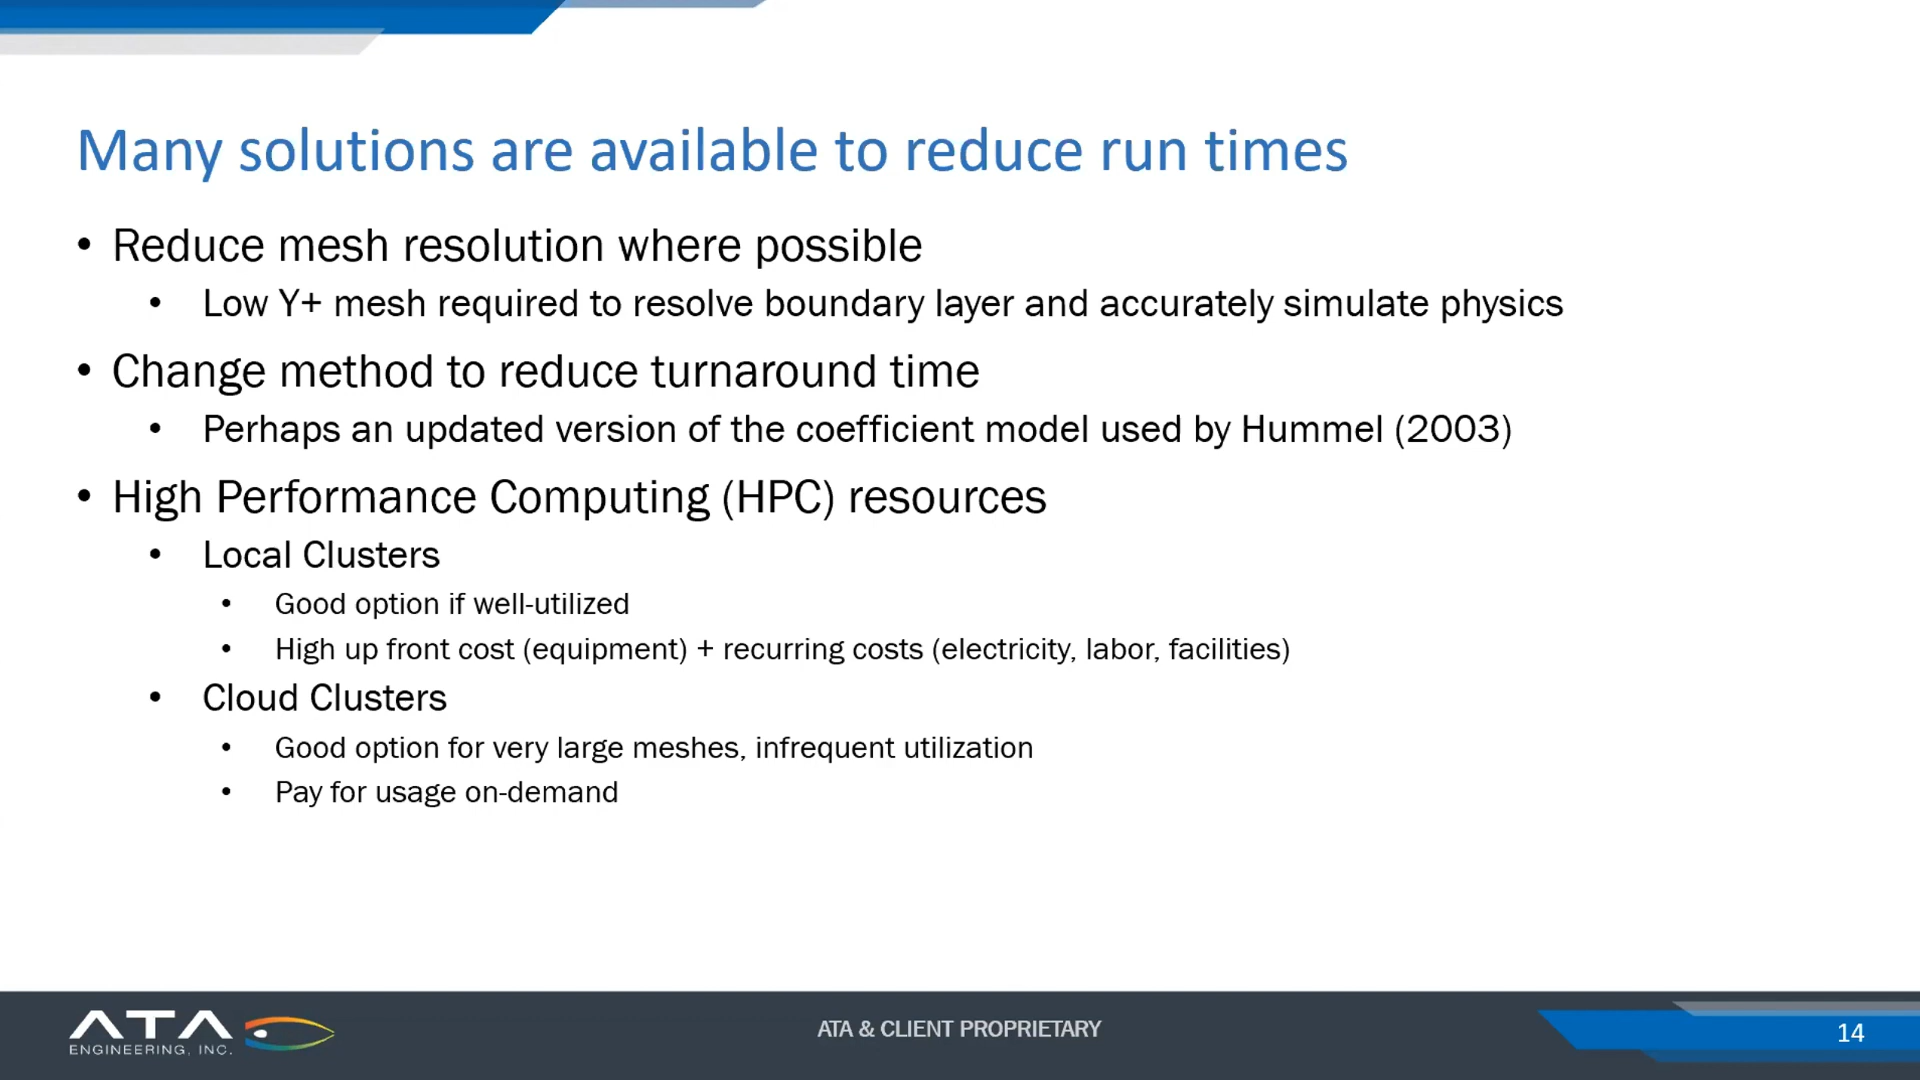 Many solutions are available to reduce run times
• Reduce mesh resolution where possible
• Low Y+ mesh required to resolve boundary layer and accurately simulate physics
• Change method to reduce turnaround time
• Perhaps an updated version of the coefficient model used by Hummel (2003)
• High Performance Computing (HPC) resources
• Local Clusters
• Good option if well-utilized
• High up front cost (equipment) + recurring costs (electricity, labor, facilities)
• Cloud Clusters
• Good option for very large meshes, infrequent utilization
• Pay for usage on-demand
ATA
ENGINEERING, INC.
ATA & CLIENT PROPRIETARY
14